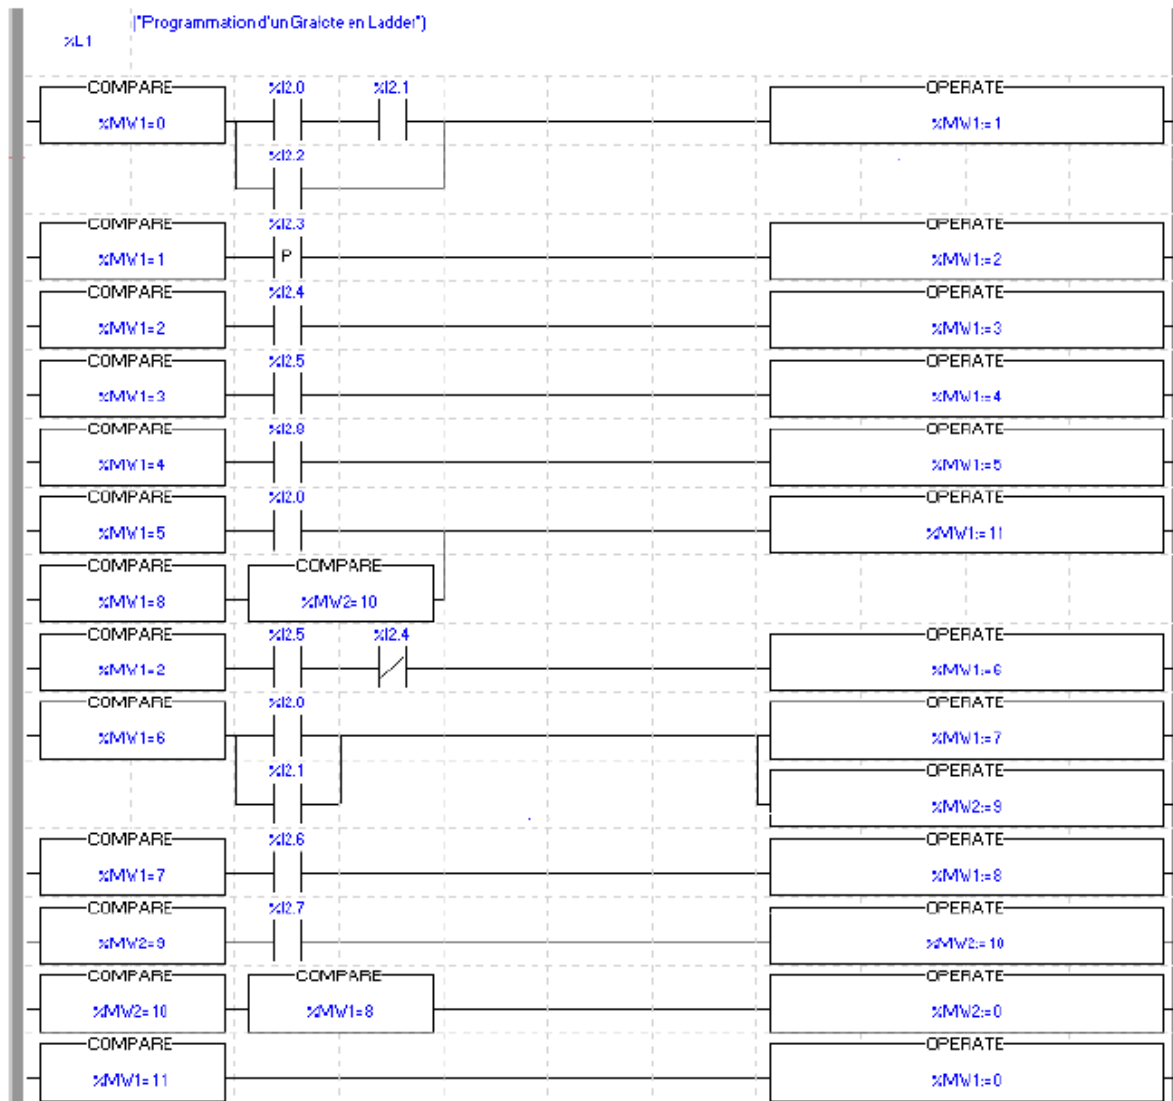 ("Programmation d'un Grafcte en Ladder")
%L1
COMPARE %I2.0 %I2.1 OPERATE
%MW1=0 %MW1:=1
%I2.2
COMPARE %I2.3 OPERATE
%MW1=1 P %MW1:=2
COMPARE %I2.4 OPERATE
%MW1=2 %MW1:=3
COMPARE %I2.5 OPERATE
%MW1=3 %MW1:=4
COMPARE %I2.8 OPERATE
%MW1=4 %MW1:=5
COMPARE %I2.0 OPERATE
%MW1=5 %MW1:=11
COMPARE
%MW1=8 %MW2=10
COMPARE %I2.5 %I2.4 OPERATE
%MW1=2 %MW1:=6
COMPARE %I2.0 OPERATE
%MW1=6 %MW1:=7
%I2.1 OPERATE
%MW2:=9
COMPARE %I2.6 OPERATE
%MW1=7 %MW1:=8
COMPARE %I2.7 OPERATE
%MW2=9 %MW2:=10
COMPARE COMPARE OPERATE
%MW2=10 %MW1=8 %MW2:=0
COMPARE OPERATE
%MW1=11 %MW1:=0